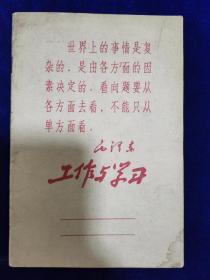 世界上的事情是复
杂的，是由各方面的因
素决定的．看问题要从
各方面去看，不能只从
单方面看．
毛泽东
工作与学习